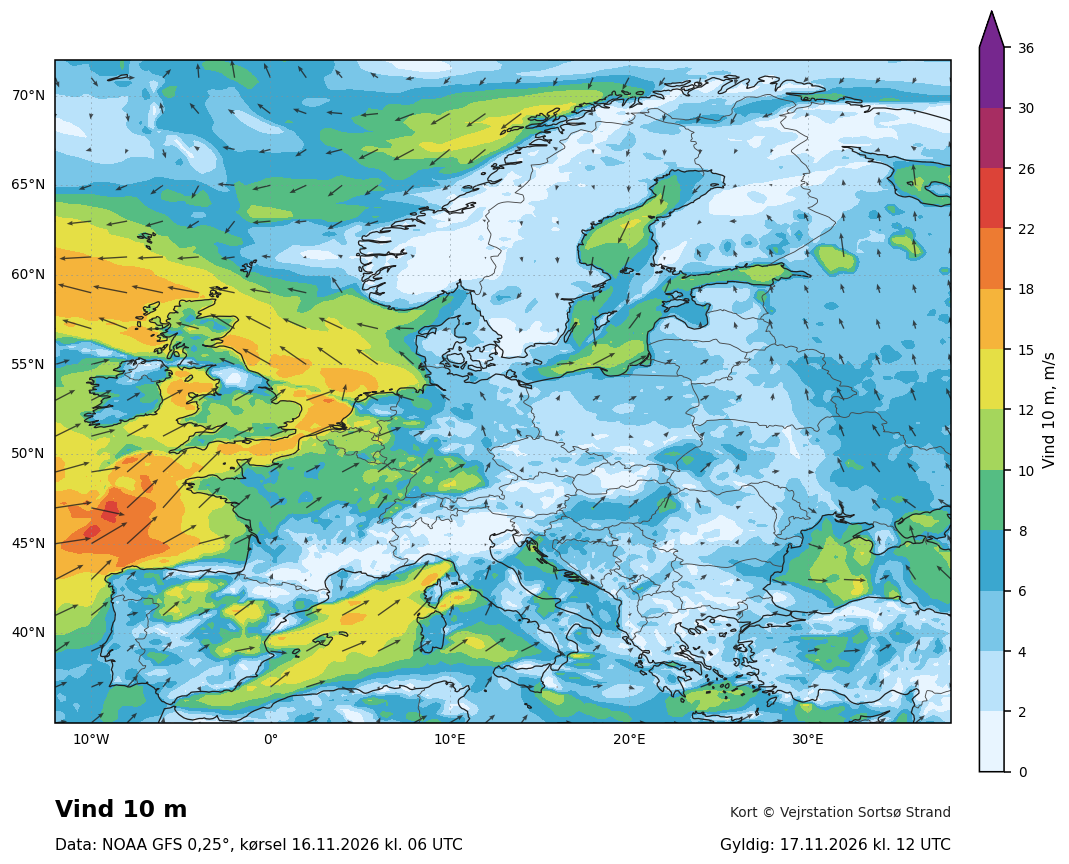 36
30
26
22
18
15
12
10
8
6
4
2
0
Vind 10 m, m/s
70°N
65°N
60°N
55°N
50°N
45°N
40°N
10°W
0°
10°E
20°E
30°E
Vind 10 m
Kort © Vejrstation Sortsø Strand
Data: NOAA GFS 0,25°, kørsel 16.11.2026 kl. 06 UTC
Gyldig: 17.11.2026 kl. 12 UTC